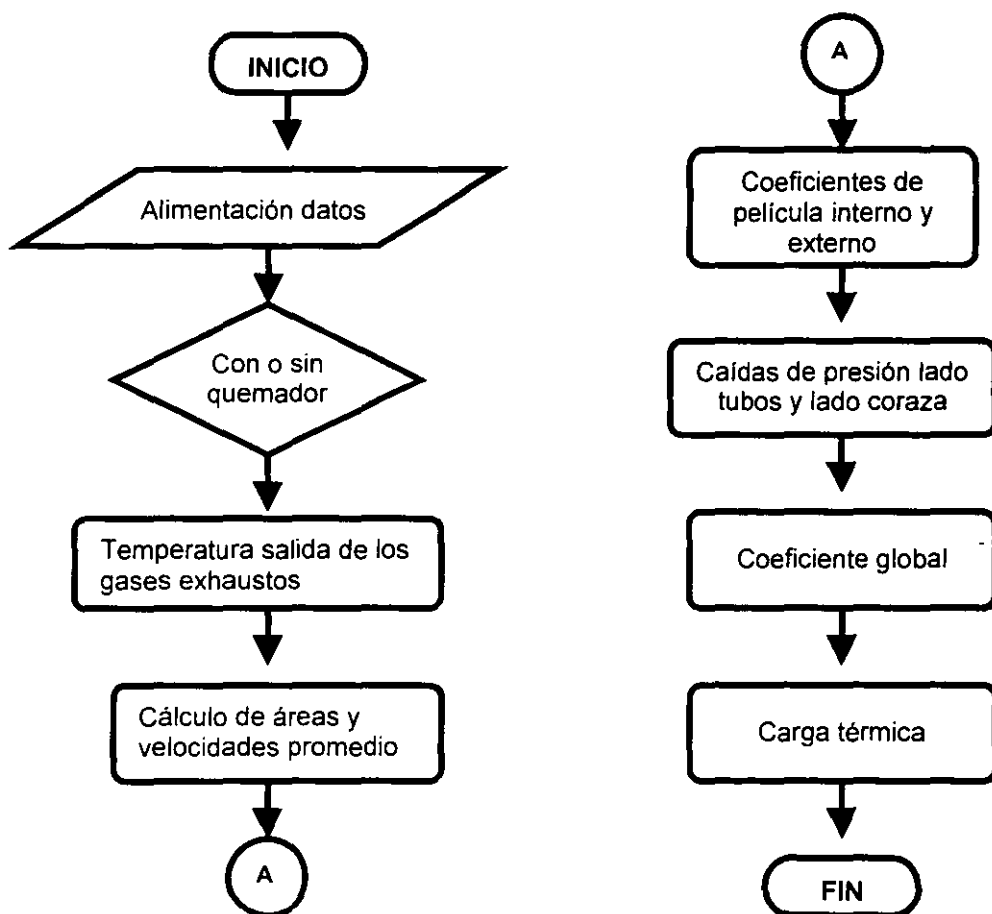 INICIO
Alimentación datos
Con o sin
quemador
Temperatura salida de los
gases exhaustos
Cálculo de áreas y
velocidades promedio
A
A
Coeficientes de
película interno y
externo
Caídas de presión lado
tubos y lado coraza
Coeficiente global
Carga térmica
FIN